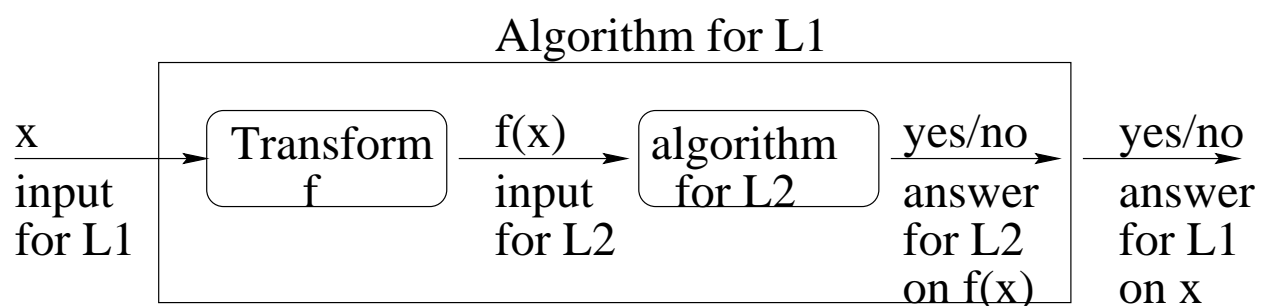 Algorithm for L1
x
input
for L1
Transform
f
f(x)
input
for L2
algorithm
for L2
yes/no
answer
for L2
on f(x)
yes/no
answer
for L1
on x